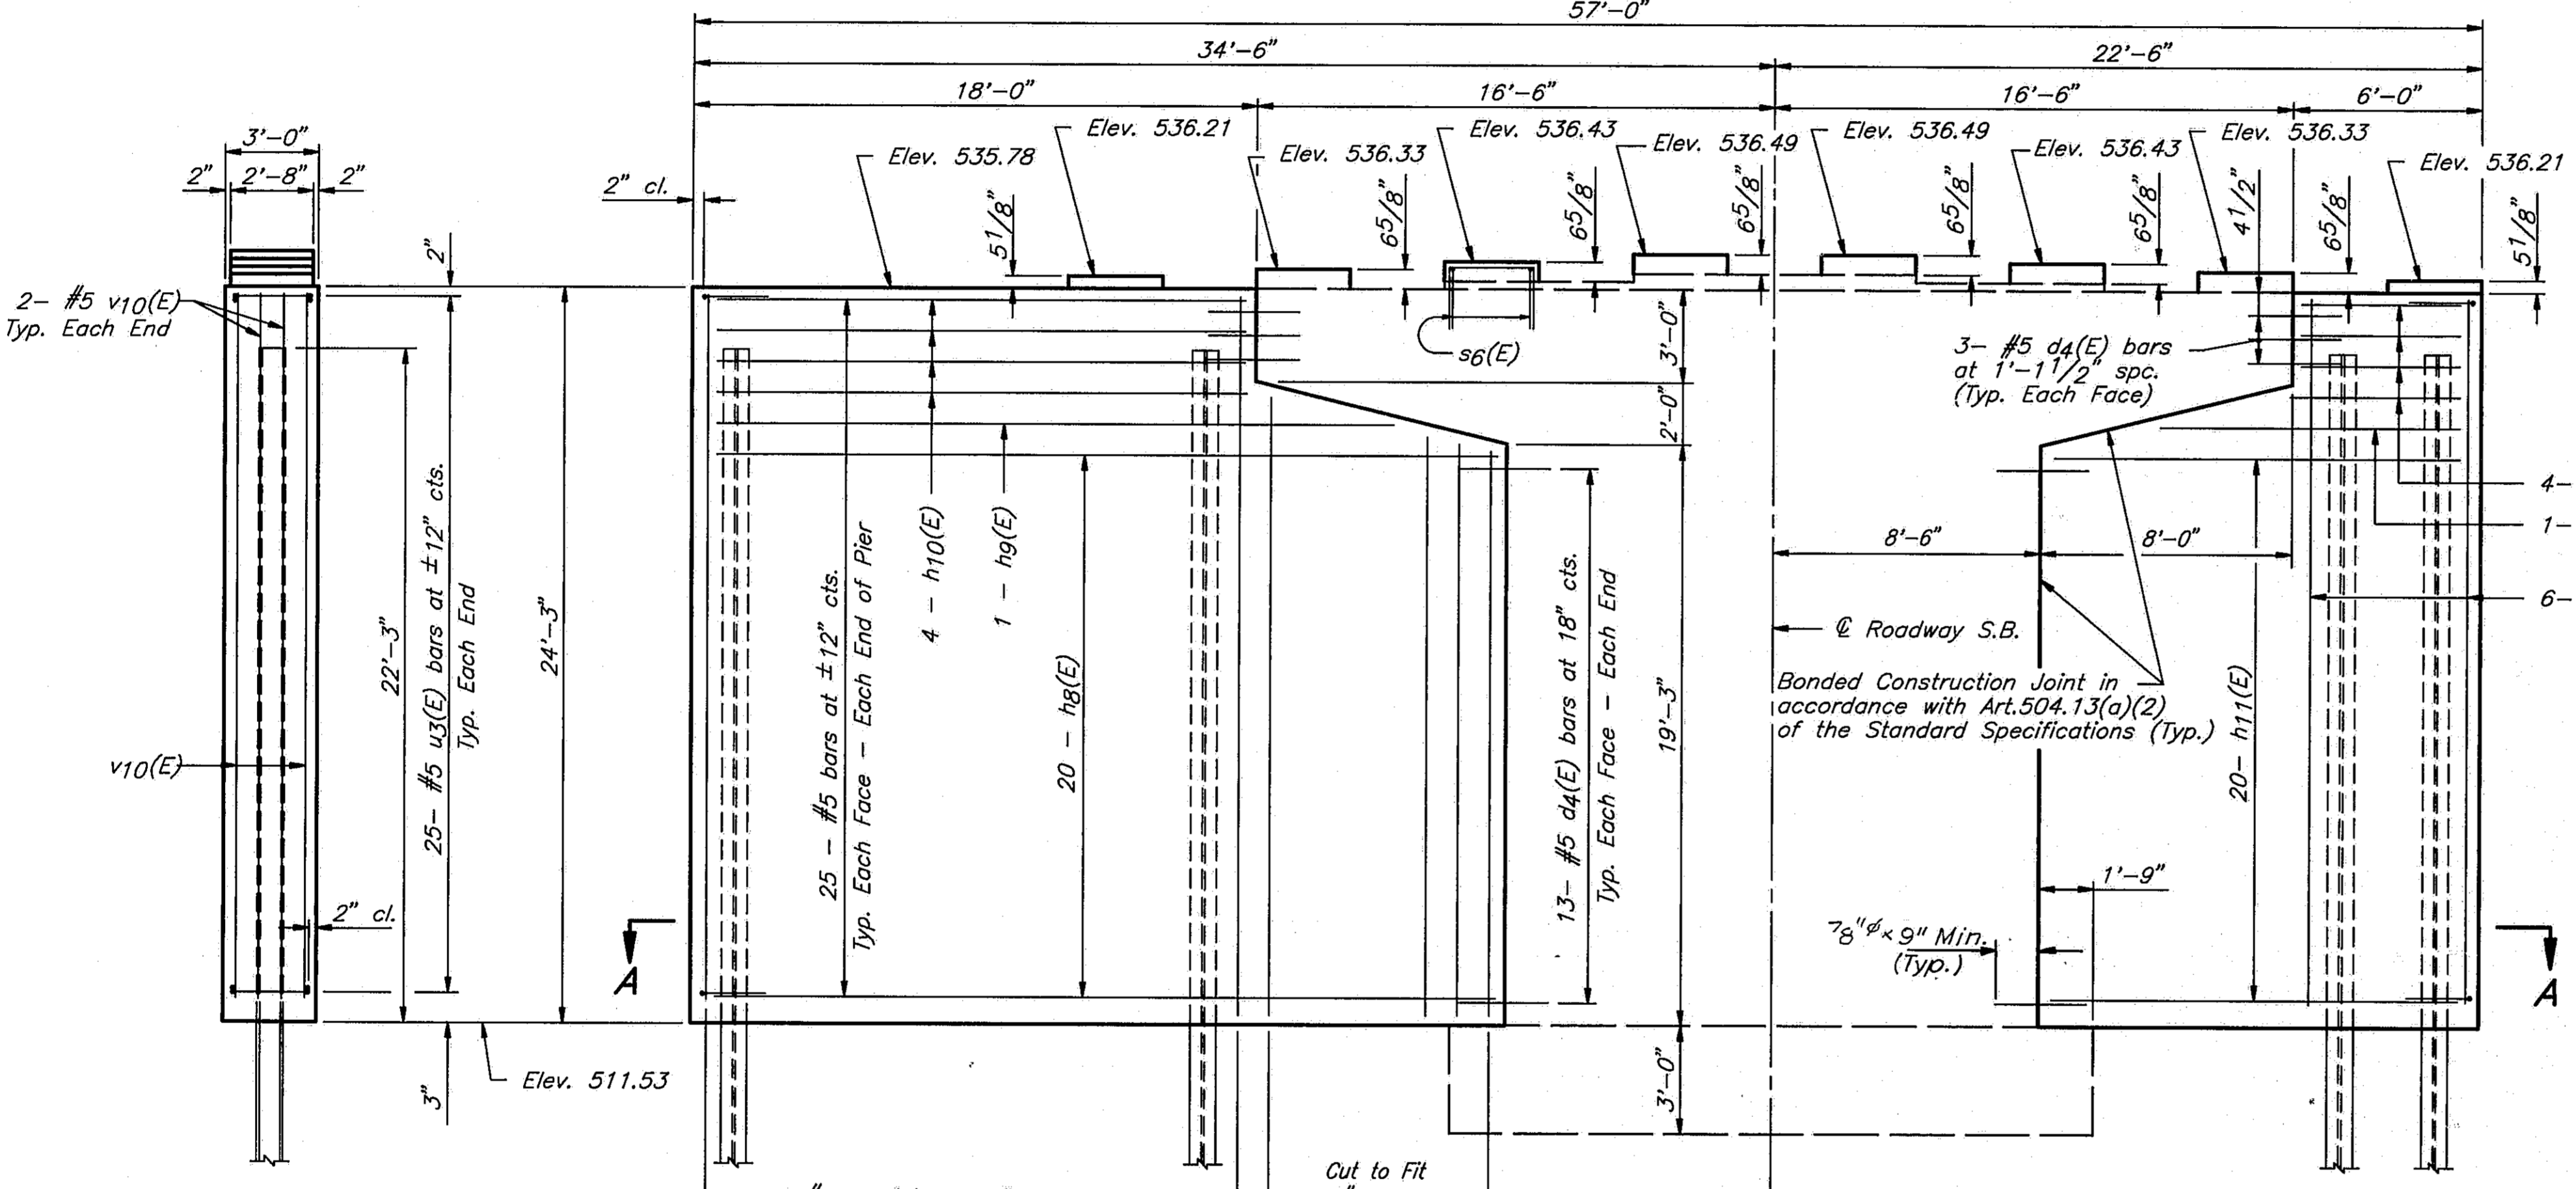 57'-0"
34'-6"
22'-6"
18'-0"
16'-6"
16'-6"
6'-0"
3'-0"
2"
2'-8"
2"
2" cl.
Elev. 535.78
Elev. 536.21
Elev. 536.33
Elev. 536.43
Elev. 536.49
Elev. 536.49
Elev. 536.43
Elev. 536.33
Elev. 536.21
5 1/8"
6 5/8"
6 5/8"
6 5/8"
6 5/8"
6 5/8"
4 1/2"
6 5/8"
5 1/8"
2"
2- #5 v10(E)
Typ. Each End
s6(E)
3'-0"
2'-0"
3- #5 d4(E) bars
at 1'-1 1/2" spc.
(Typ. Each Face)
22'-3"
25- #5 u3(E) bars at ±12" cts.
Typ. Each End
24'-3"
25 - #5 bars at ±12" cts.
Typ. Each Face - Each End of Pier
4 - h10(E)
1 - h9(E)
20 - h8(E)
13- #5 d4(E) bars at 18" cts.
Typ. Each Face - Each End
19'-3"
8'-6"
8'-0"
4-
1-
6-
℄ Roadway S.B.
Bonded Construction Joint in
accordance with Art.504.13(a)(2)
of the Standard Specifications (Typ.)
20- h11(E)
v10(E)
2" cl.
1'-9"
7/8"φ x 9" Min.
(Typ.)
A
A
Elev. 511.53
3"
3'-0"
Cut to Fit